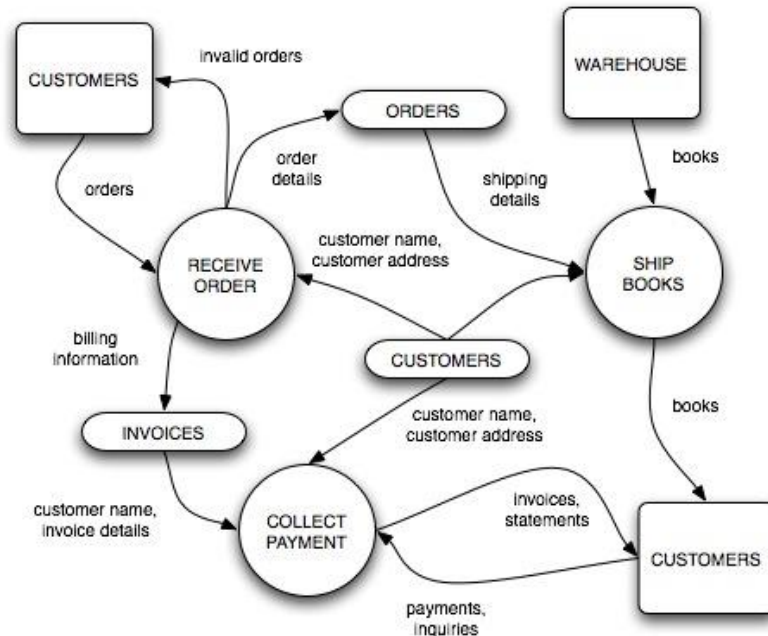 CUSTOMERS
invalid orders
WAREHOUSE
ORDERS
books
order
details
shipping
details
orders
customer name,
customer address
RECEIVE
ORDER
SHIP
BOOKS
billing
information
CUSTOMERS
books
customer name,
customer address
INVOICES
customer name,
invoice details
COLLECT
PAYMENT
invoices,
statements
CUSTOMERS
payments,
inquiries